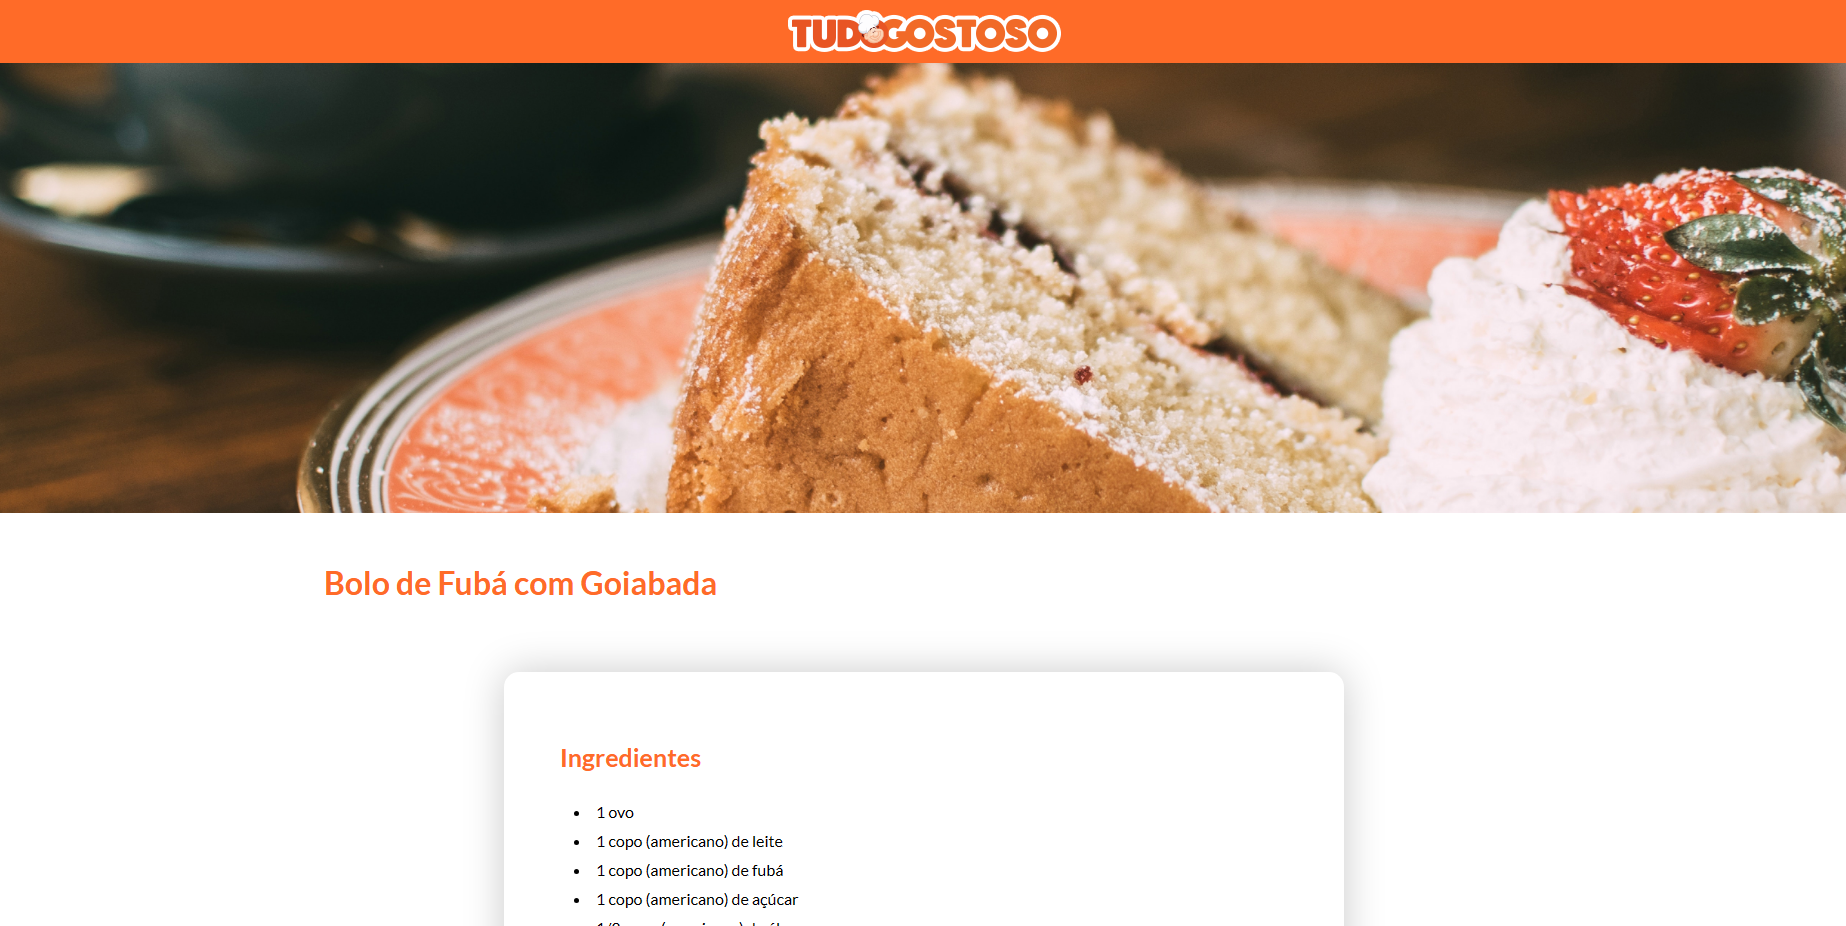 TUDOGOSTOSO
Bolo de Fubá com Goiabada
Ingredientes
1 ovo
1 copo (americano) de leite
1 copo (americano) de fubá
1 copo (americano) de açúcar